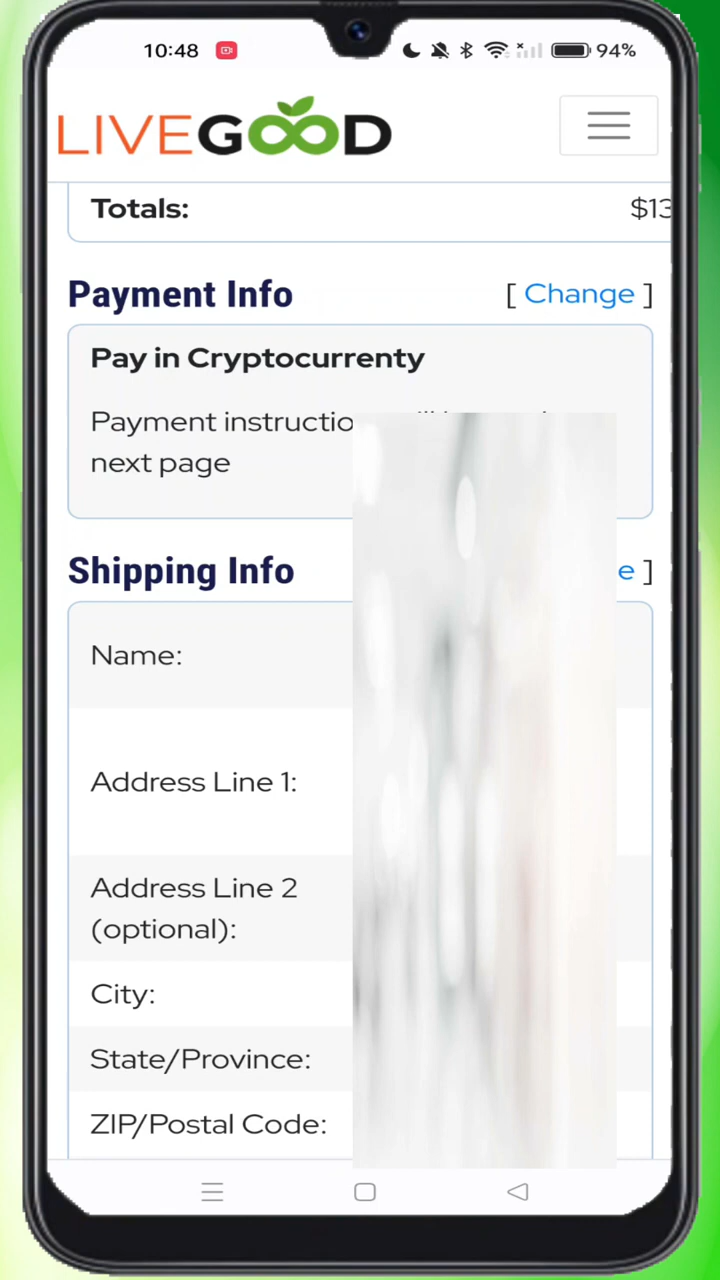 10:48
94%
LIVEGOOD
Totals: $13
Payment Info [ Change ]
Pay in Cryptocurrenty
Payment instructio
next page
Shipping Info e ]
Name:
Address Line 1:
Address Line 2
(optional):
City:
State/Province:
ZIP/Postal Code: